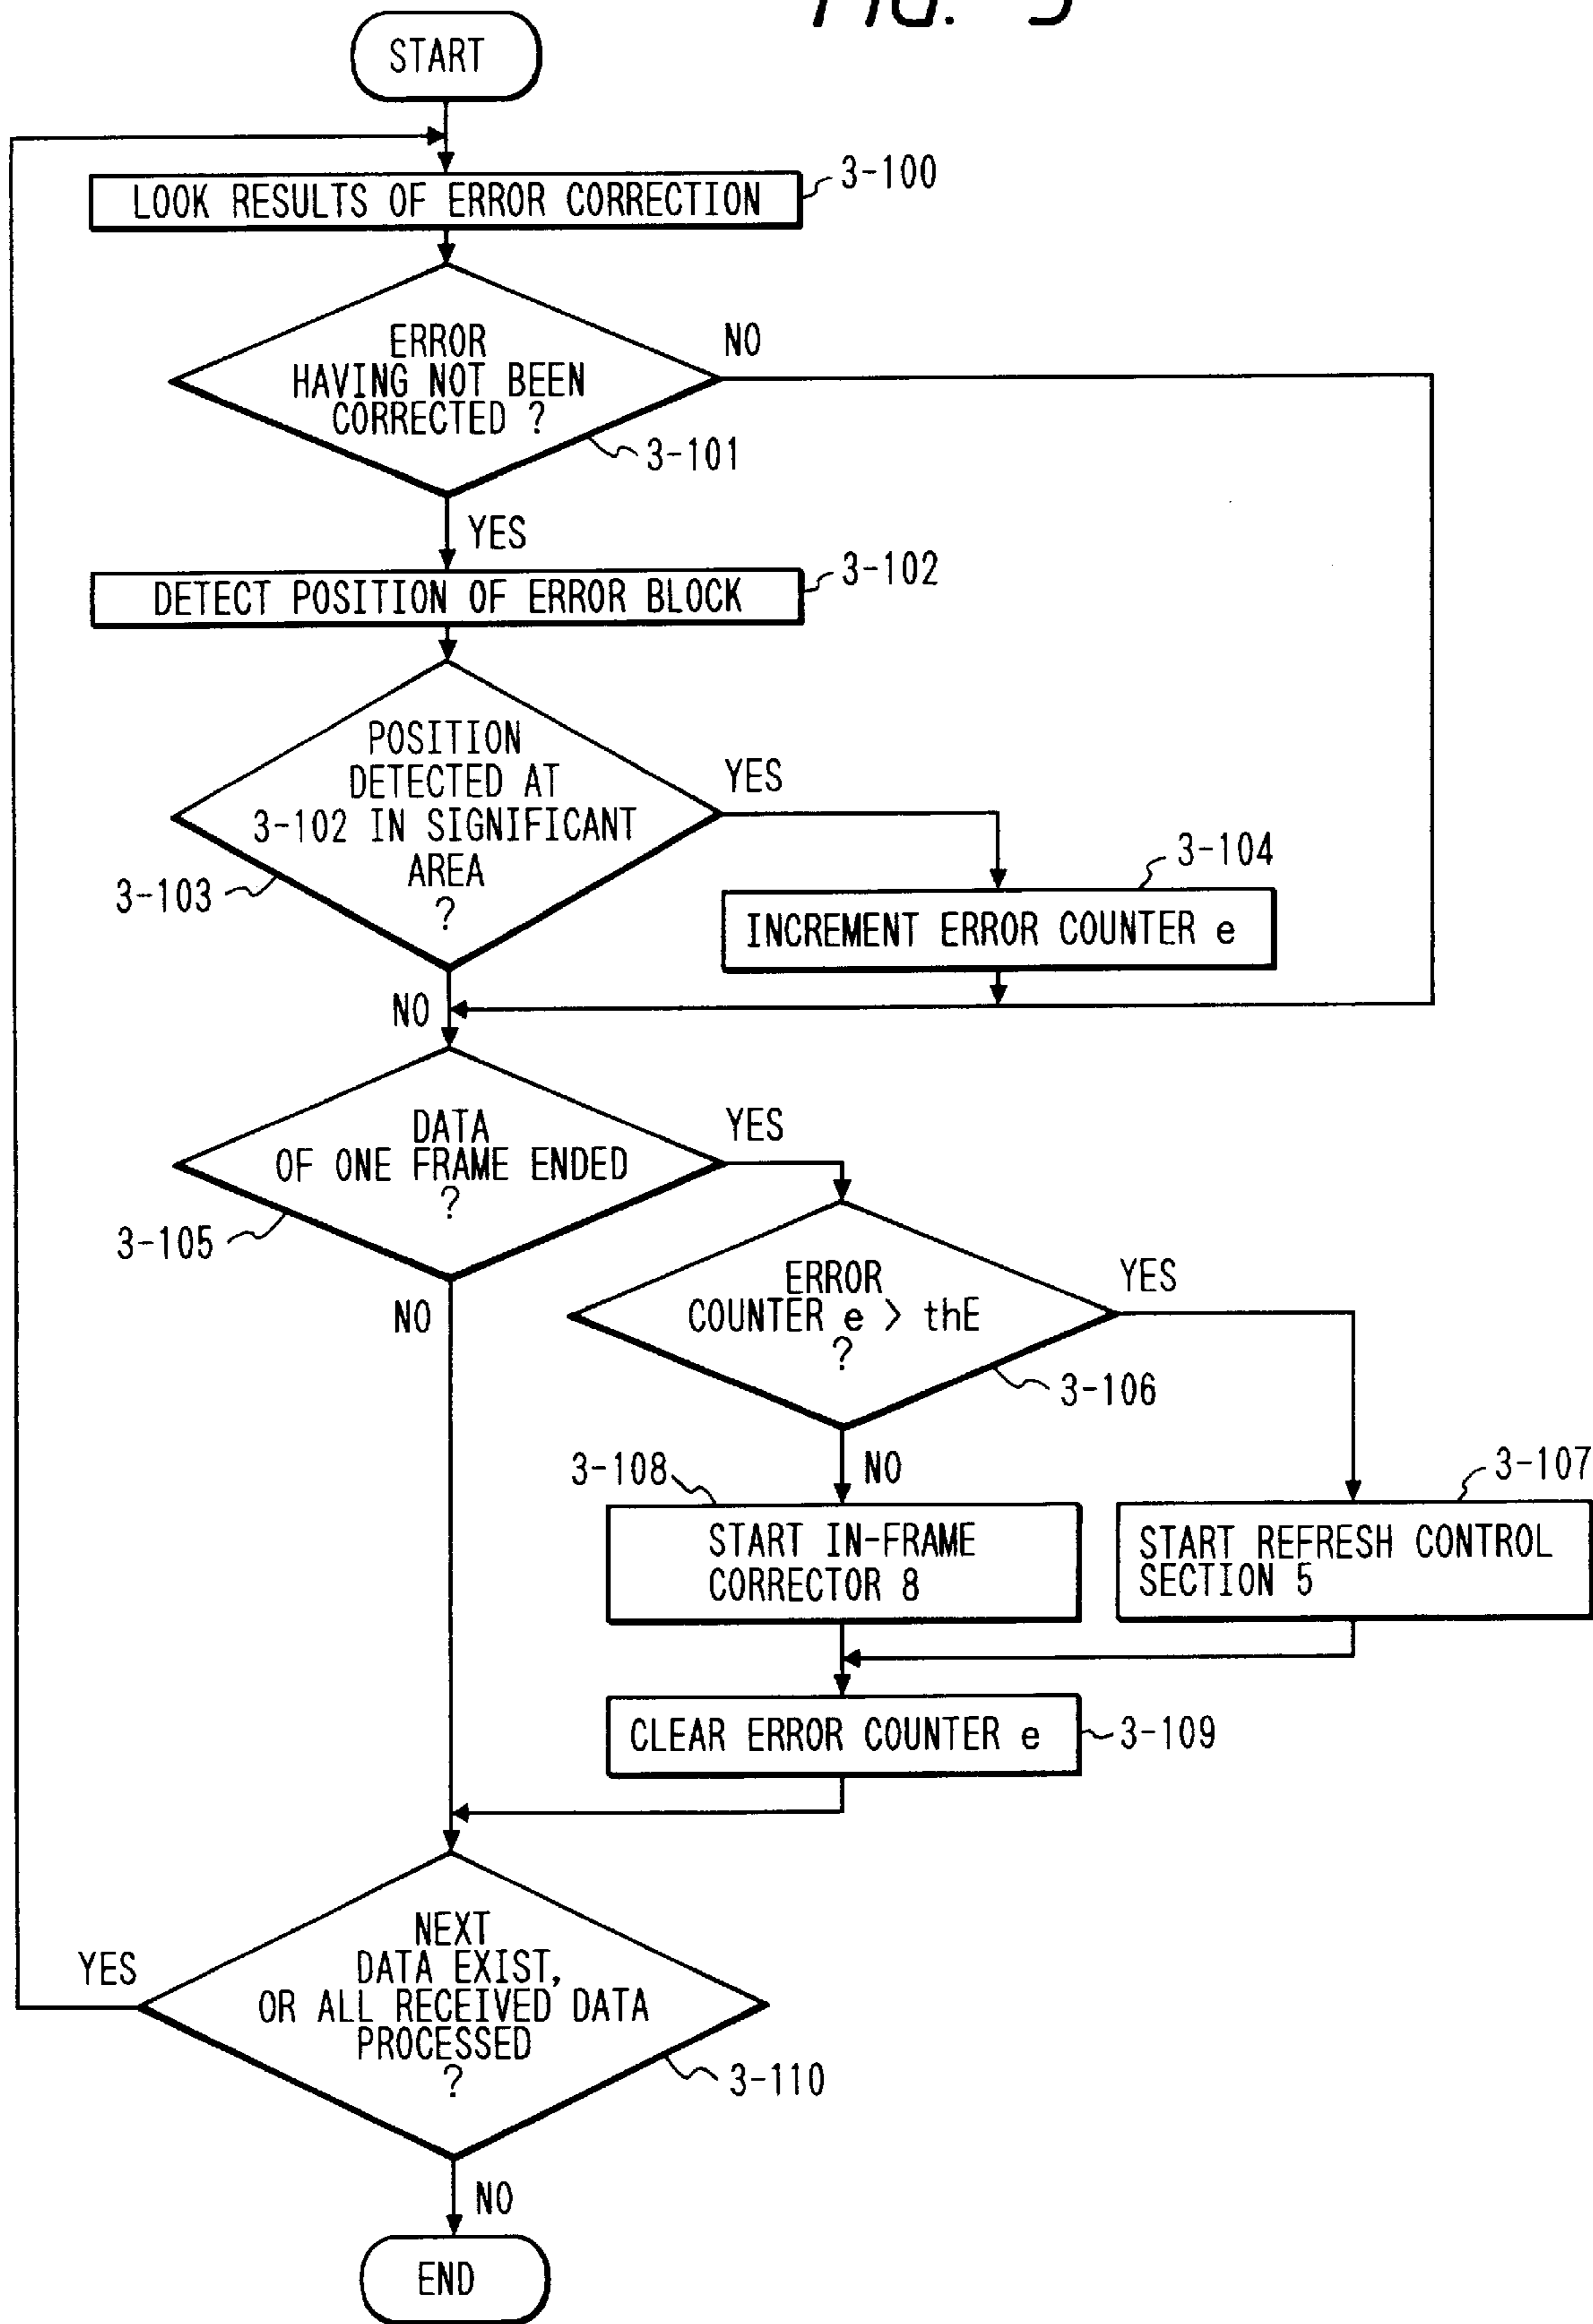 FIG. 3
START
3-100
LOOK RESULTS OF ERROR CORRECTION
ERROR
HAVING NOT BEEN
CORRECTED ?
NO
3-101
YES
3-102
DETECT POSITION OF ERROR BLOCK
POSITION
DETECTED AT
3-102 IN SIGNIFICANT
AREA
?
YES
3-103
3-104
INCREMENT ERROR COUNTER e
NO
DATA
OF ONE FRAME ENDED
?
YES
3-105
NO
ERROR
COUNTER e > thE
?
YES
3-106
NO
3-108
START IN-FRAME
CORRECTOR 8
3-107
START REFRESH CONTROL
SECTION 5
CLEAR ERROR COUNTER e
3-109
NEXT
DATA EXIST,
OR ALL RECEIVED DATA
PROCESSED
?
YES
3-110
NO
END